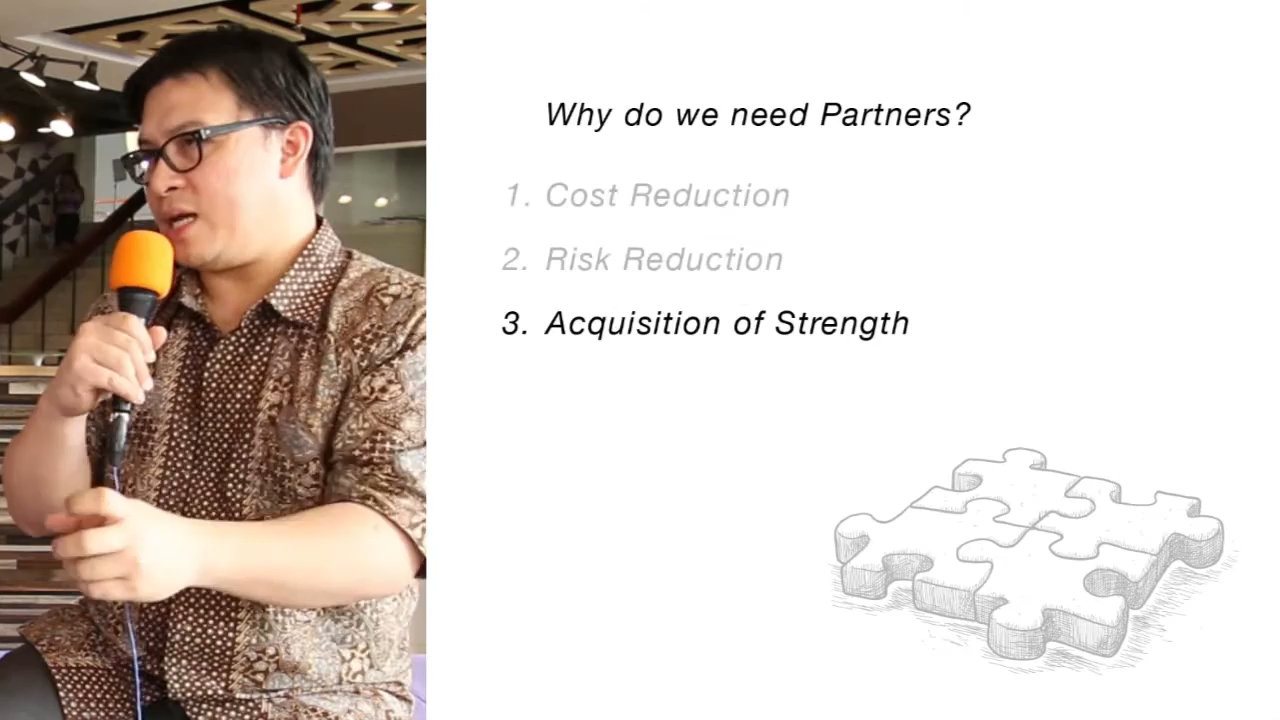 Why do we need Partners?
1. Cost Reduction
2. Risk Reduction
3. Acquisition of Strength